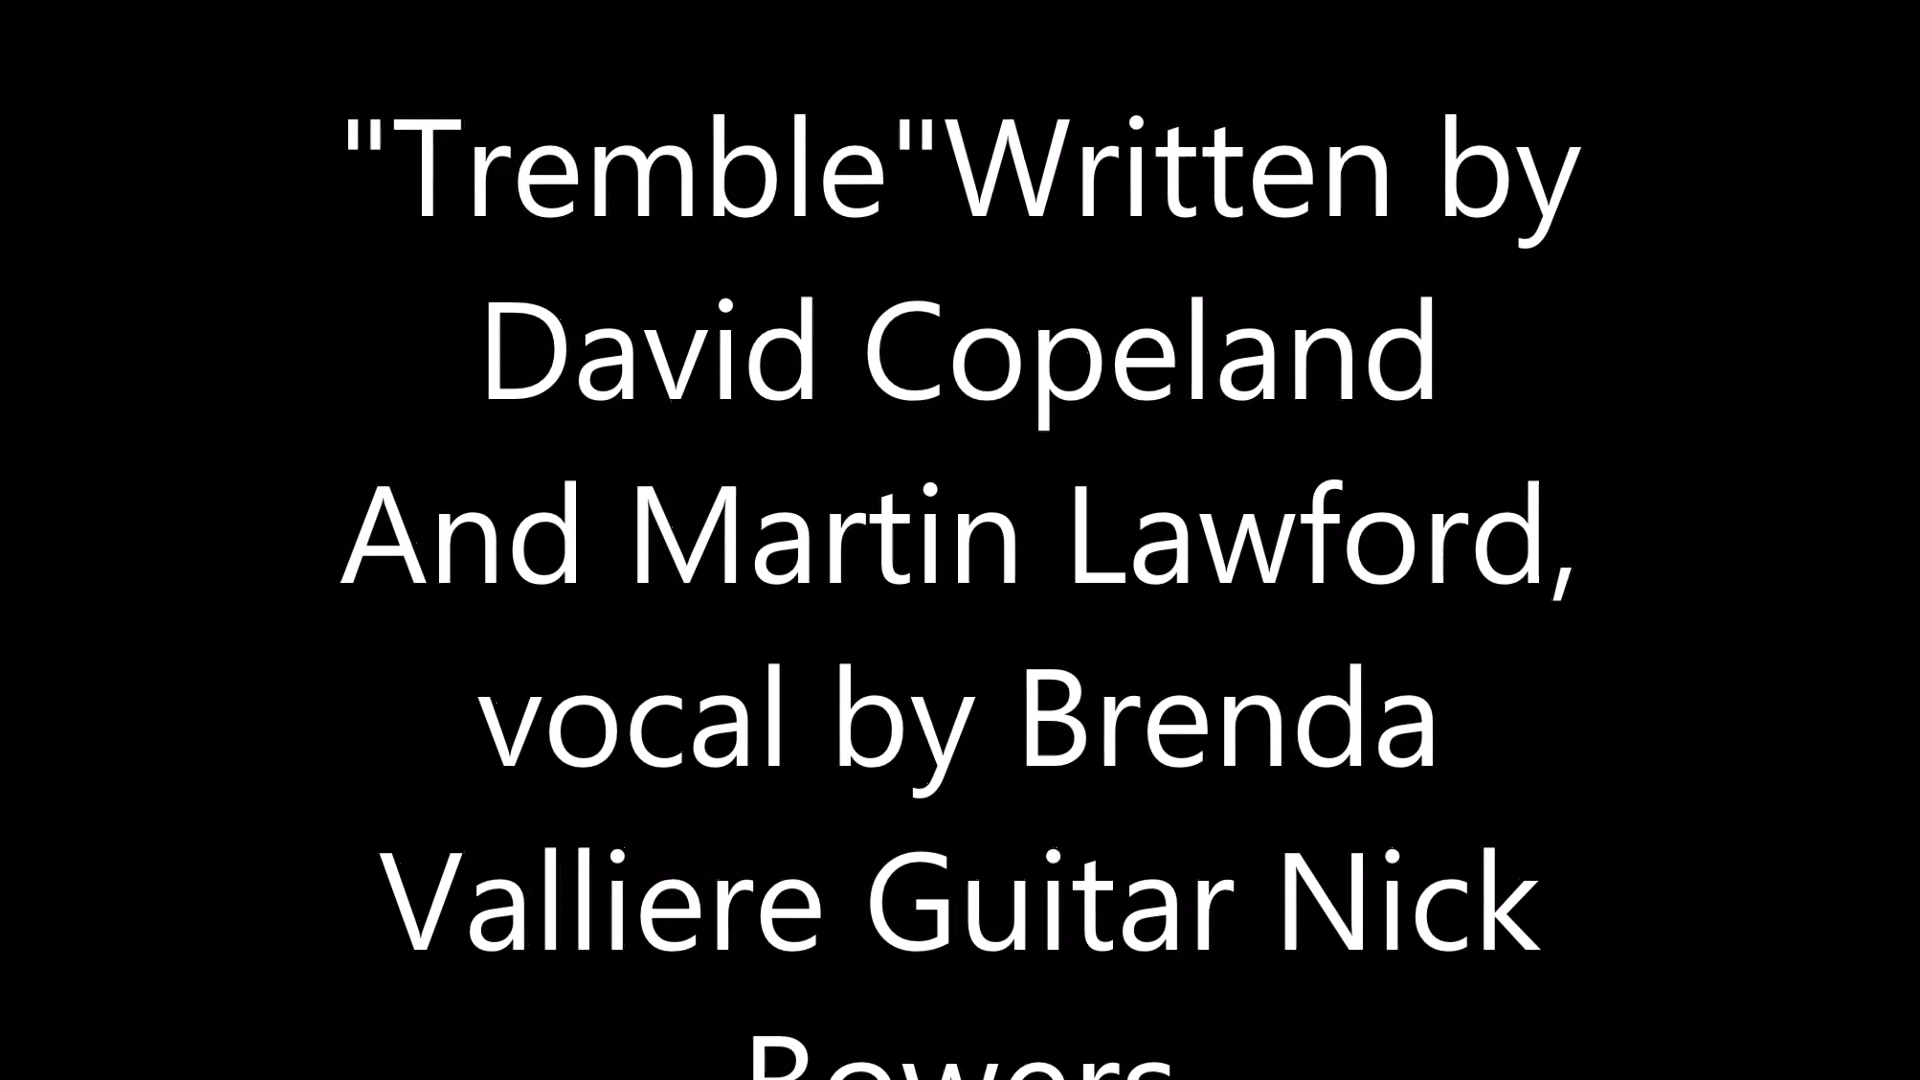 "Tremble"Written by
David Copeland
And Martin Lawford,
vocal by Brenda
Valliere Guitar Nick